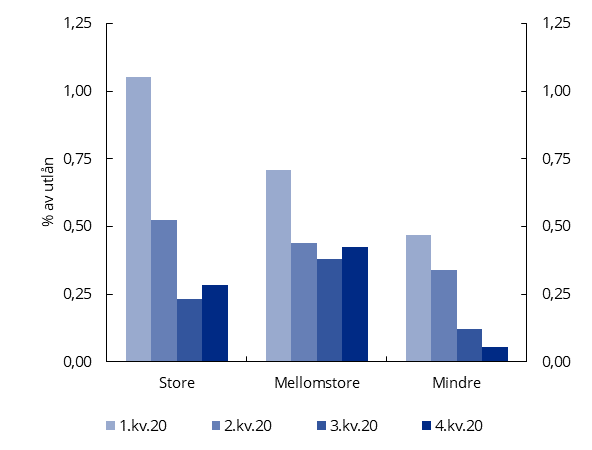 1,25 1,25
1,00 1,00
0,75 0,75
% av utlån
0,50 0,50
0,25 0,25
0,00 0,00
Store Mellomstore Mindre
1.kv.20 2.kv.20 3.kv.20 4.kv.20